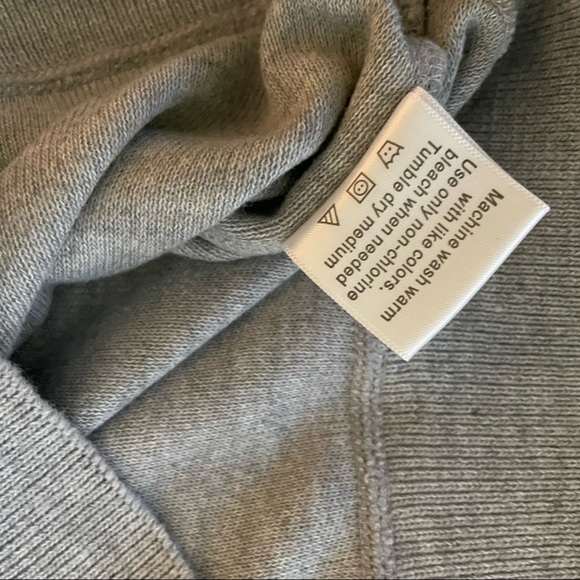 Machine wash warm
with like colors.
Use only non-chlorine
bleach when needed
Tumble dry medium